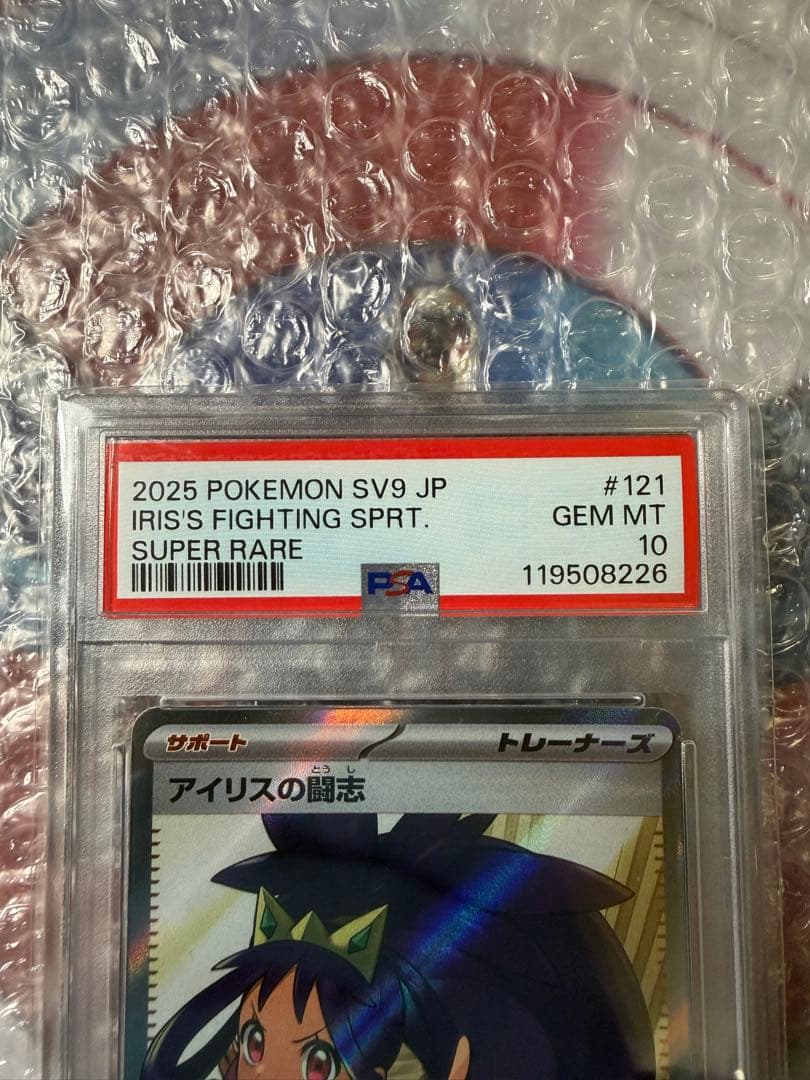 2025 POKEMON SV9 JP #121
IRIS'S FIGHTING SPRT. GEM MT
SUPER RARE 10
PSA 119508226
サポート トレーナーズ
とうし
アイリスの闘志